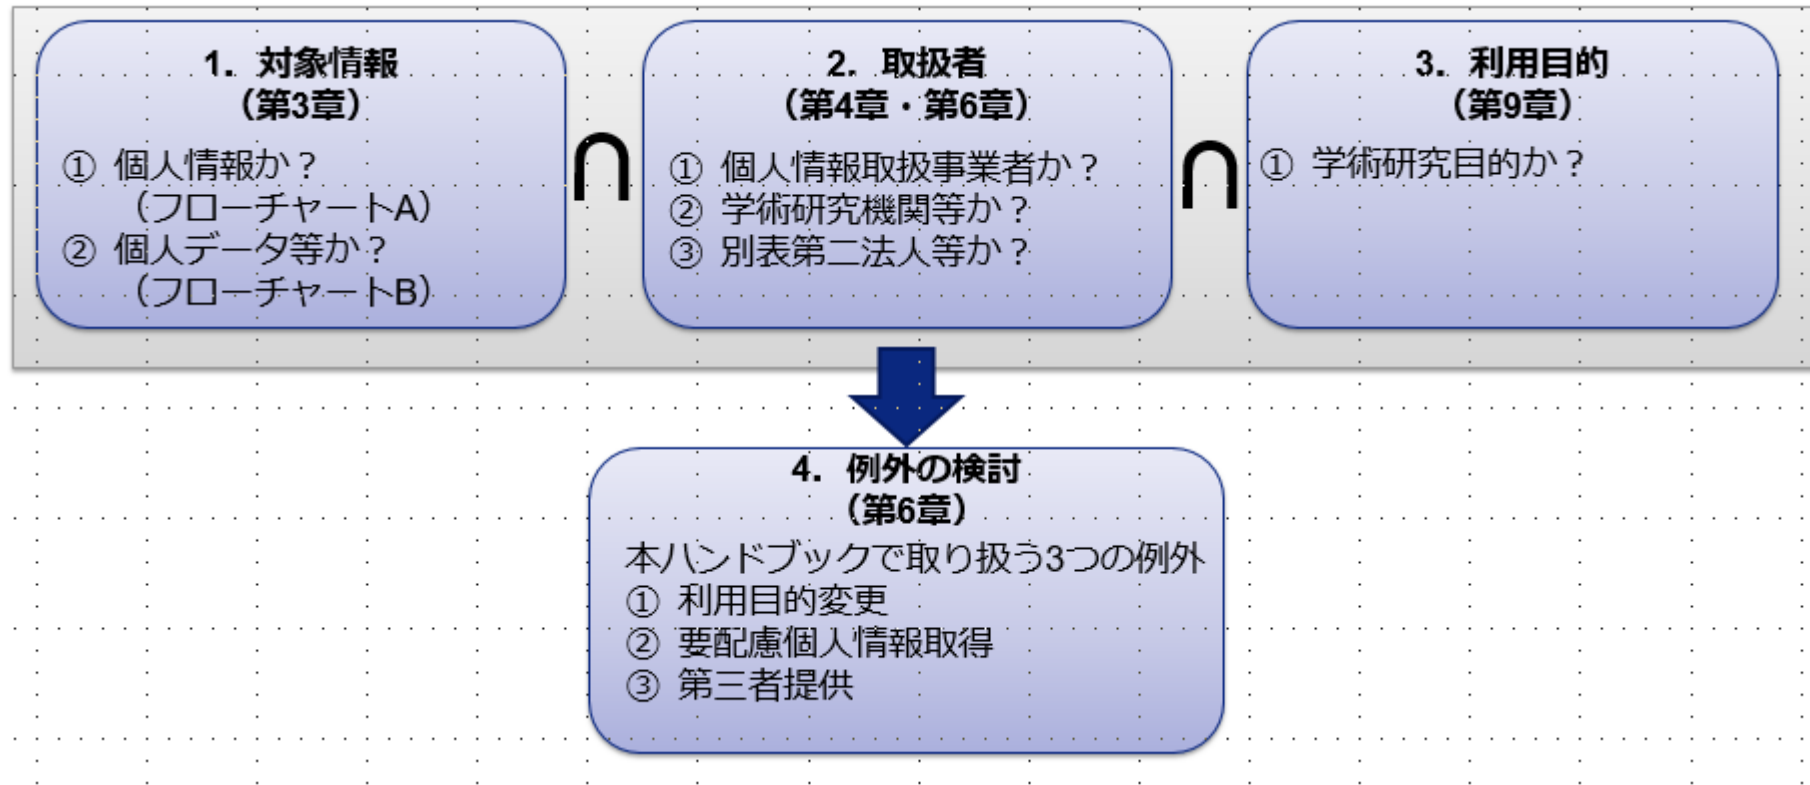 1. 対象情報
（第3章）
① 個人情報か？
（フローチャートA）
② 個人データ等か？
（フローチャートB）
∩
2. 取扱者
（第4章・第6章）
① 個人情報取扱事業者か？
② 学術研究機関等か？
③ 別表第二法人等か？
∩
3. 利用目的
（第9章）
① 学術研究目的か？
4. 例外の検討
（第6章）
本ハンドブックで取り扱う3つの例外
① 利用目的変更
② 要配慮個人情報取得
③ 第三者提供